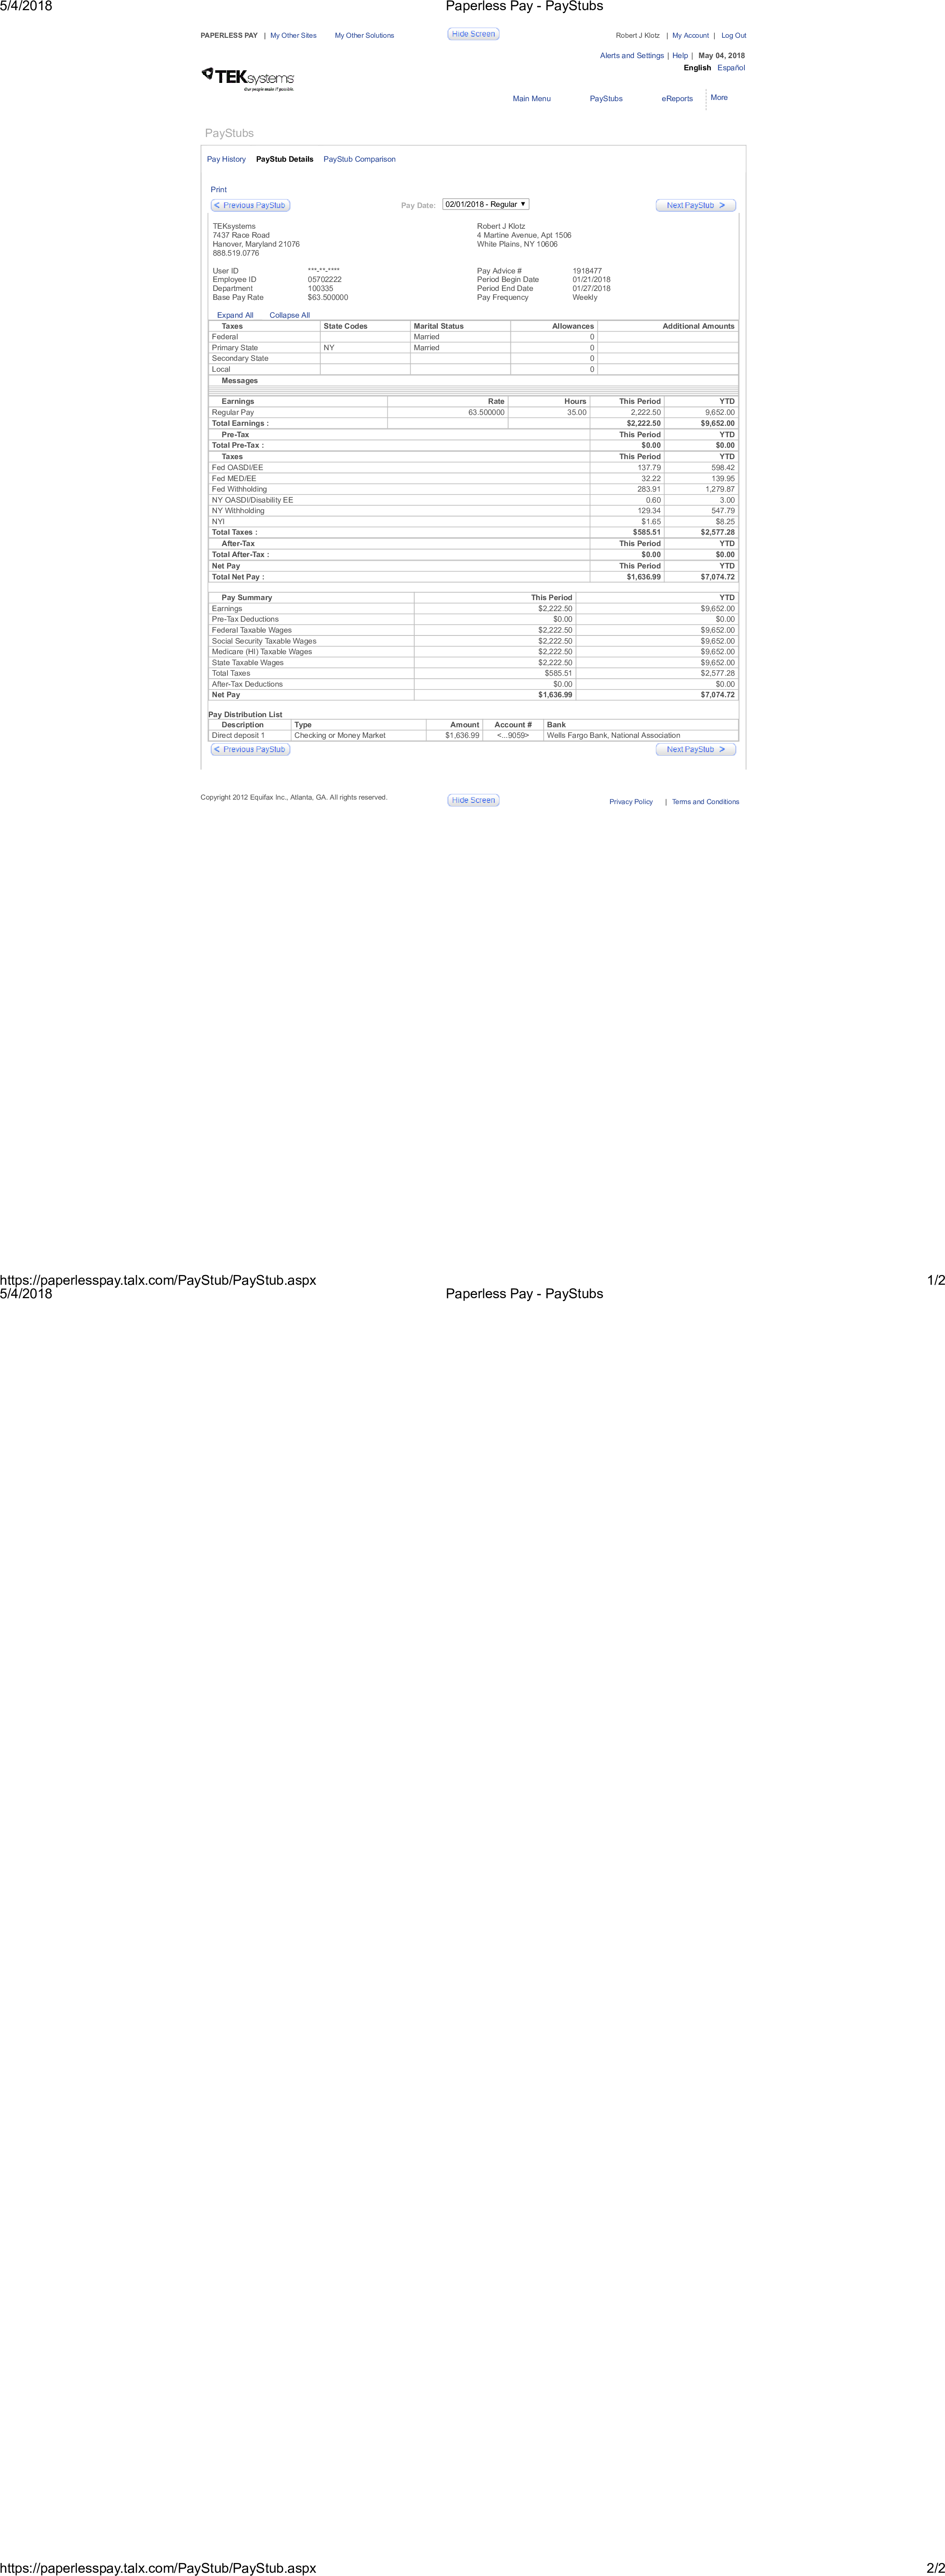 5/4/2018 Paperless Pay - PayStubs
PAPERLESS PAY | My Other Sites My Other Solutions Hide Screen Robert J Klotz | My Account | Log Out
Alerts and Settings | Help | May 04, 2018
English Español
TEKsystems
Our people make IT possible.
Main Menu PayStubs eReports More
PayStubs
Pay History PayStub Details PayStub Comparison
Print
< Previous PayStub Pay Date: 02/01/2018 - Regular ▼ Next PayStub >
TEKsystems Robert J Klotz
7437 Race Road 4 Martine Avenue, Apt 1506
Hanover, Maryland 21076 White Plains, NY 10606
888.519.0776
User ID ***-**-**** Pay Advice # 1918477
Employee ID 05702222 Period Begin Date 01/21/2018
Department 100335 Period End Date 01/27/2018
Base Pay Rate $63.500000 Pay Frequency Weekly
Expand All Collapse All
Taxes State Codes Marital Status Allowances Additional Amounts
Federal Married 0
Primary State NY Married 0
Secondary State 0
Local 0
Messages
Earnings Rate Hours This Period YTD
Regular Pay 63.500000 35.00 2,222.50 9,652.00
Total Earnings : $2,222.50 $9,652.00
Pre-Tax This Period YTD
Total Pre-Tax : $0.00 $0.00
Taxes This Period YTD
Fed OASDI/EE 137.79 598.42
Fed MED/EE 32.22 139.95
Fed Withholding 283.91 1,279.87
NY OASDI/Disability EE 0.60 3.00
NY Withholding 129.34 547.79
NYI $1.65 $8.25
Total Taxes : $585.51 $2,577.28
After-Tax This Period YTD
Total After-Tax : $0.00 $0.00
Net Pay This Period YTD
Total Net Pay : $1,636.99 $7,074.72
Pay Summary This Period YTD
Earnings $2,222.50 $9,652.00
Pre-Tax Deductions $0.00 $0.00
Federal Taxable Wages $2,222.50 $9,652.00
Social Security Taxable Wages $2,222.50 $9,652.00
Medicare (HI) Taxable Wages $2,222.50 $9,652.00
State Taxable Wages $2,222.50 $9,652.00
Total Taxes $585.51 $2,577.28
After-Tax Deductions $0.00 $0.00
Net Pay $1,636.99 $7,074.72
Pay Distribution List
Description Type Amount Account # Bank
Direct deposit 1 Checking or Money Market $1,636.99 <...9059> Wells Fargo Bank, National Association
< Previous PayStub Next PayStub >
Copyright 2012 Equifax Inc., Atlanta, GA. All rights reserved. Hide Screen Privacy Policy | Terms and Conditions
https://paperlesspay.talx.com/PayStub/PayStub.aspx 1/2
5/4/2018 Paperless Pay - PayStubs
https://paperlesspay.talx.com/PayStub/PayStub.aspx 2/2